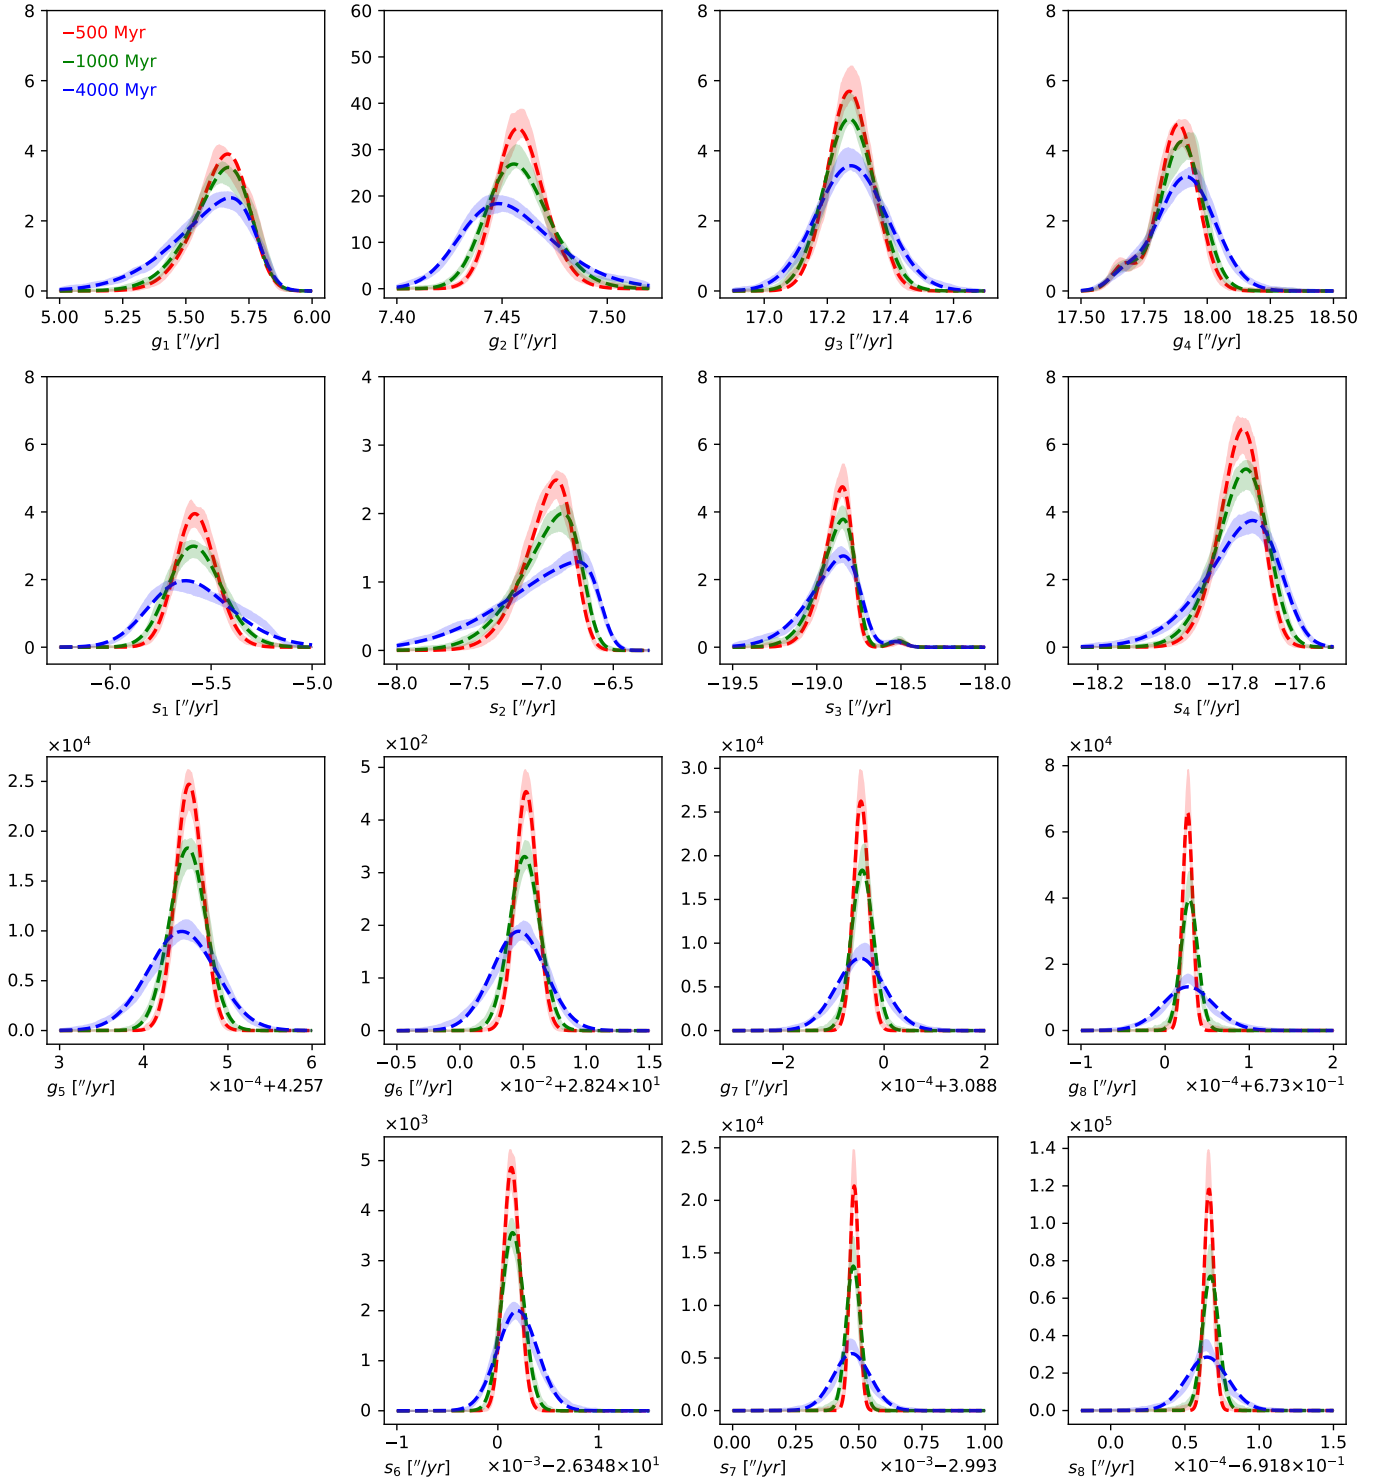 8
6
4
2
0
−500 Myr
−1000 Myr
−4000 Myr
5.00 5.25 5.50 5.75 6.00
g1 [″/yr]
60
50
40
30
20
10
0
7.40 7.45 7.50
g2 [″/yr]
8
6
4
2
0
17.0 17.2 17.4 17.6
g3 [″/yr]
8
6
4
2
0
17.50 17.75 18.00 18.25 18.50
g4 [″/yr]
8
6
4
2
0
−6.0 −5.5 −5.0
s1 [″/yr]
4
3
2
1
0
−8.0 −7.5 −7.0 −6.5
s2 [″/yr]
8
6
4
2
0
−19.5 −19.0 −18.5 −18.0
s3 [″/yr]
8
6
4
2
0
−18.2 −18.0 −17.8 −17.6
s4 [″/yr]
×10⁴
2.5
2.0
1.5
1.0
0.5
0.0
3 4 5 6
g5 [″/yr] ×10⁻⁴+4.257
×10²
5
4
3
2
1
0
−0.5 0.0 0.5 1.0 1.5
g6 [″/yr] ×10⁻²+2.824×10¹
×10⁴
3.0
2.5
2.0
1.5
1.0
0.5
0.0
−2 0 2
g7 [″/yr] ×10⁻⁴+3.088
×10⁴
8
6
4
2
0
−1 0 1 2
g8 [″/yr] ×10⁻⁴+6.73×10⁻¹
×10³
5
4
3
2
1
0
−1 0 1
s6 [″/yr] ×10⁻³−2.6348×10¹
×10⁴
2.5
2.0
1.5
1.0
0.5
0.0
0.00 0.25 0.50 0.75 1.00
s7 [″/yr] ×10⁻³−2.993
×10⁵
1.4
1.2
1.0
0.8
0.6
0.4
0.2
0.0
0.0 0.5 1.0 1.5
s8 [″/yr] ×10⁻⁴−6.918×10⁻¹